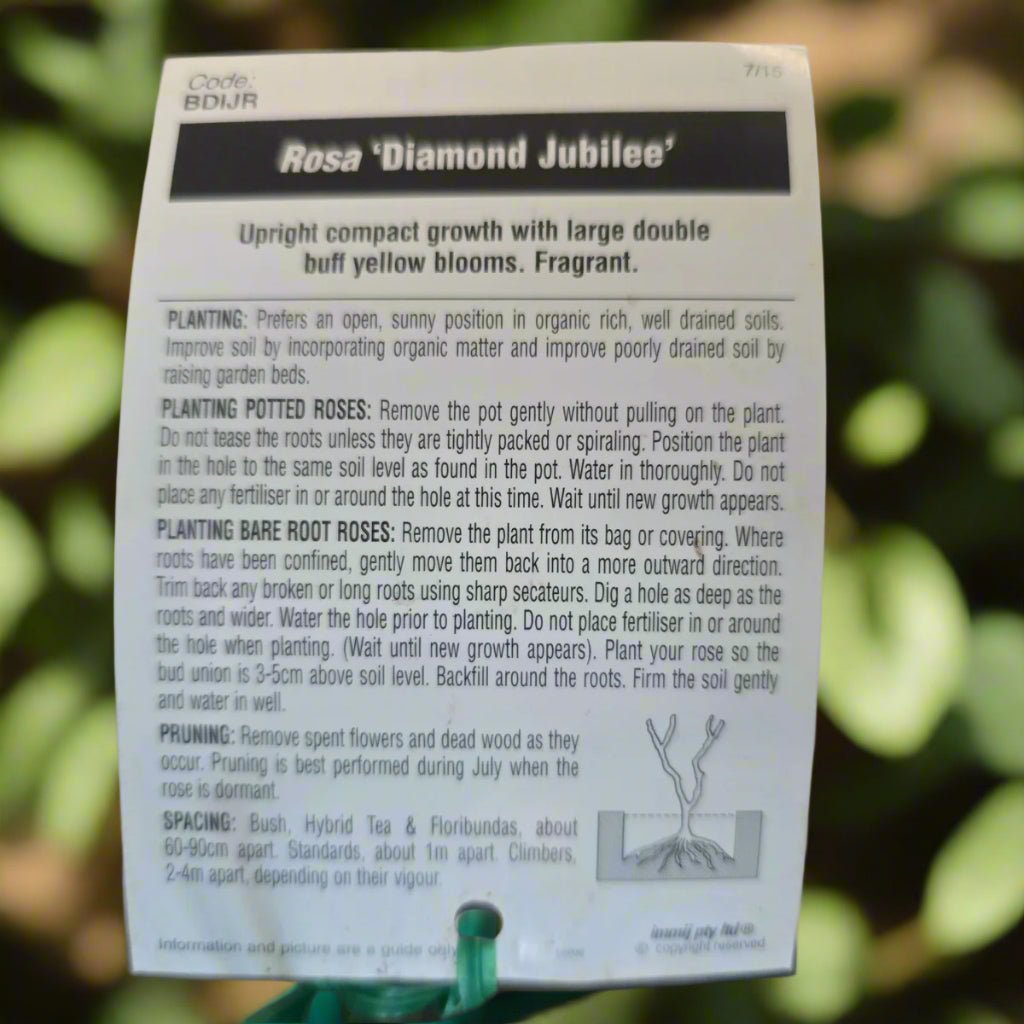 Code:
7/15
BDIJR
Rosa ‘Diamond Jubilee’
Upright compact growth with large double
buff yellow blooms. Fragrant.
PLANTING: Prefers an open, sunny position in organic rich, well drained soils.
Improve soil by incorporating organic matter and improve poorly drained soil by
raising garden beds.
PLANTING POTTED ROSES: Remove the pot gently without pulling on the plant.
Do not tease the roots unless they are tightly packed or spiraling. Position the plant
in the hole to the same soil level as found in the pot. Water in thoroughly. Do not
place any fertiliser in or around the hole at this time. Wait until new growth appears.
PLANTING BARE ROOT ROSES: Remove the plant from its bag or covering. Where
roots have been confined, gently move them back into a more outward direction.
Trim back any broken or long roots using sharp secateurs. Dig a hole as deep as the
roots and wider. Water the hole prior to planting. Do not place fertiliser in or around
the hole when planting. (Wait until new growth appears). Plant your rose so the
bud union is 3-5cm above soil level. Backfill around the roots. Firm the soil gently
and water in well.
PRUNING: Remove spent flowers and dead wood as they
occur. Pruning is best performed during July when the
rose is dormant.
SPACING: Bush, Hybrid Tea & Floribundas, about
60-90cm apart. Standards, about 1m apart. Climbers,
2-4m apart, depending on their vigour.
Information and picture are a guide only
pty ltd®
© copyright reserved